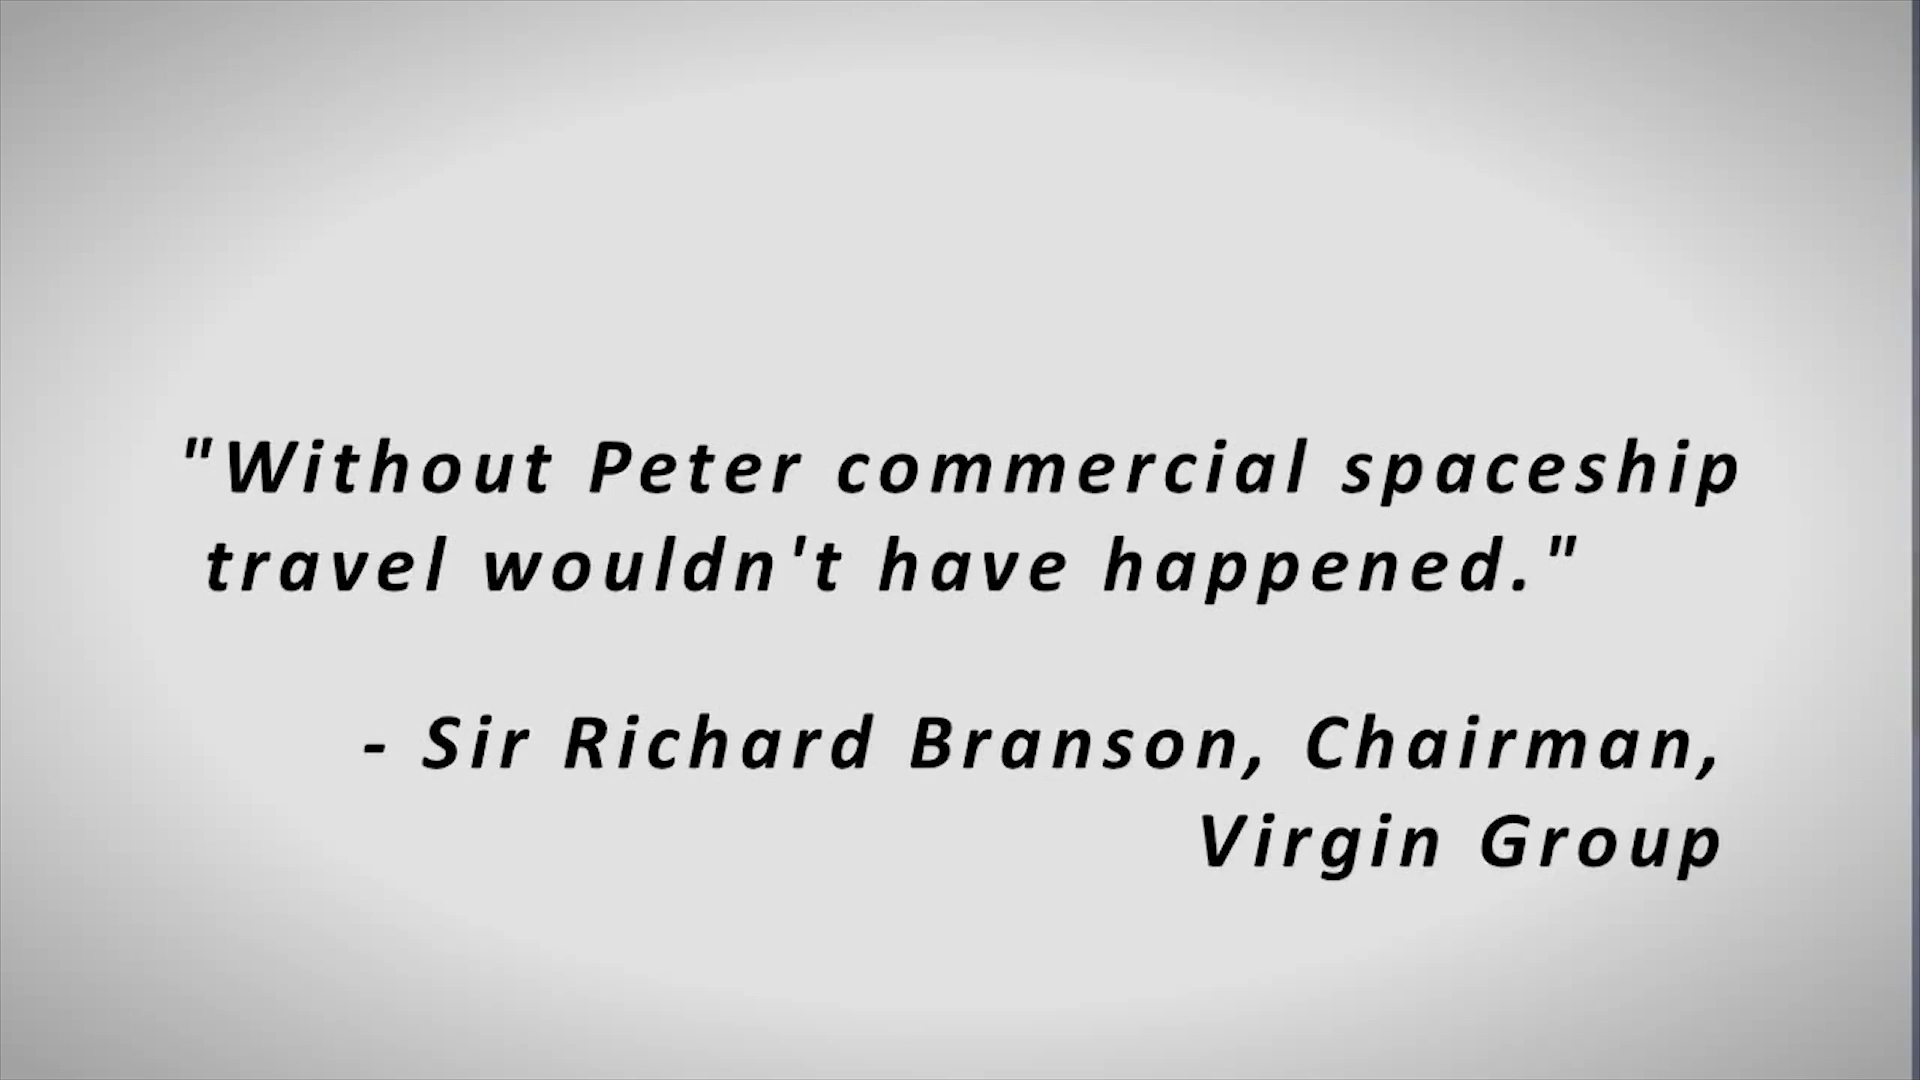 "Without Peter commercial spaceship
travel wouldn't have happened."
- Sir Richard Branson, Chairman,
Virgin Group